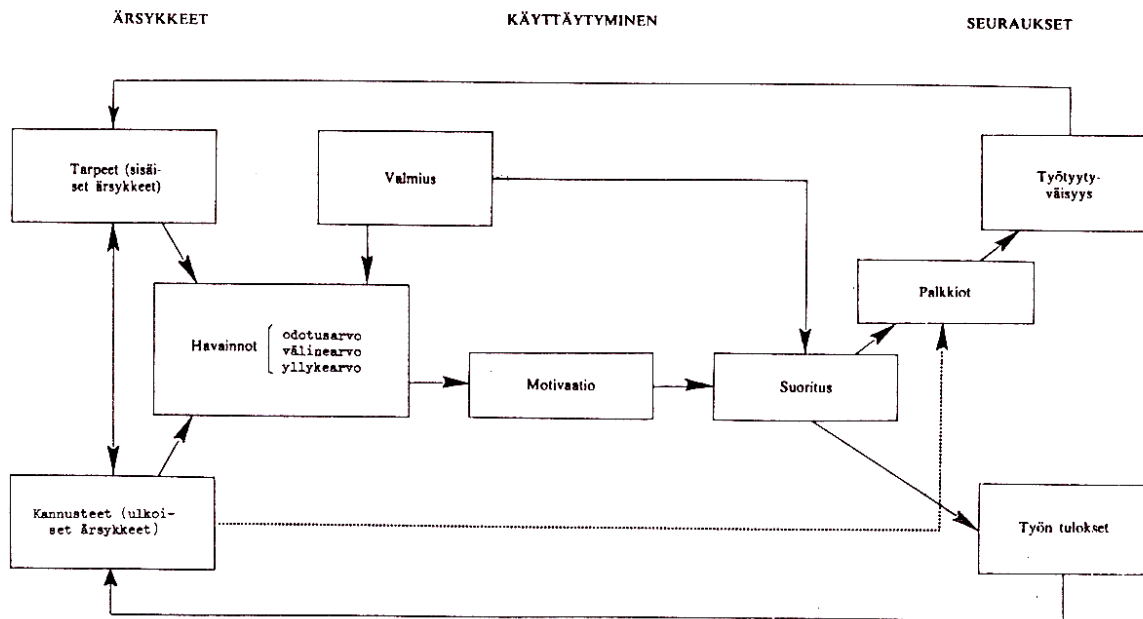 ÄRSYKKEET
KÄYTTÄYTYMINEN
SEURAUKSET
Tarpeet (sisäi-
set ärsykkeet)
Valmius
Työtyyty-
väisyys
Palkkiot
Havainnot
odotusarvo
välinearvo
yllykearvo
Motivaatio
Suoritus
Kannusteet (ulkoi-
set ärsykkeet)
Työn tulokset